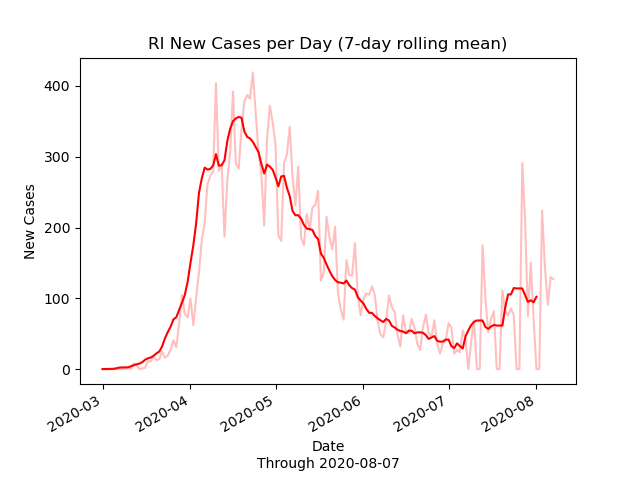 RI New Cases per Day (7-day rolling mean)
400
300
200
100
0
New Cases
2020-03
2020-04
2020-05
2020-06
2020-07
2020-08
Date
Through 2020-08-07